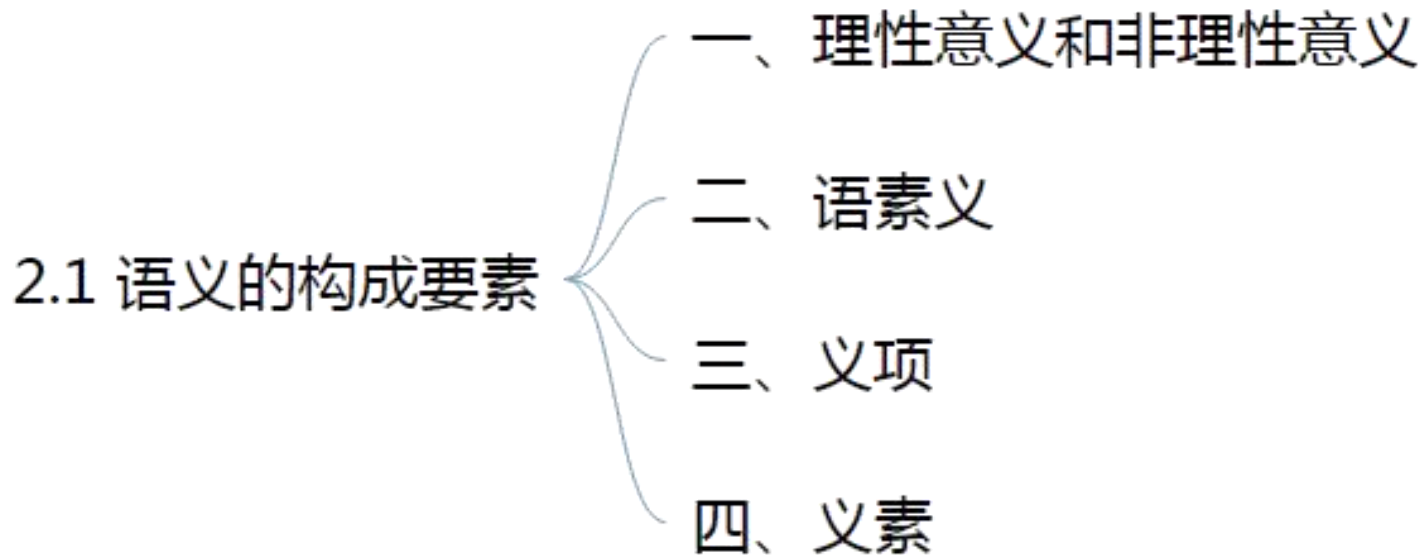 一、理性意义和非理性意义
二、语素义
2.1 语义的构成要素
三、义项
四、义素